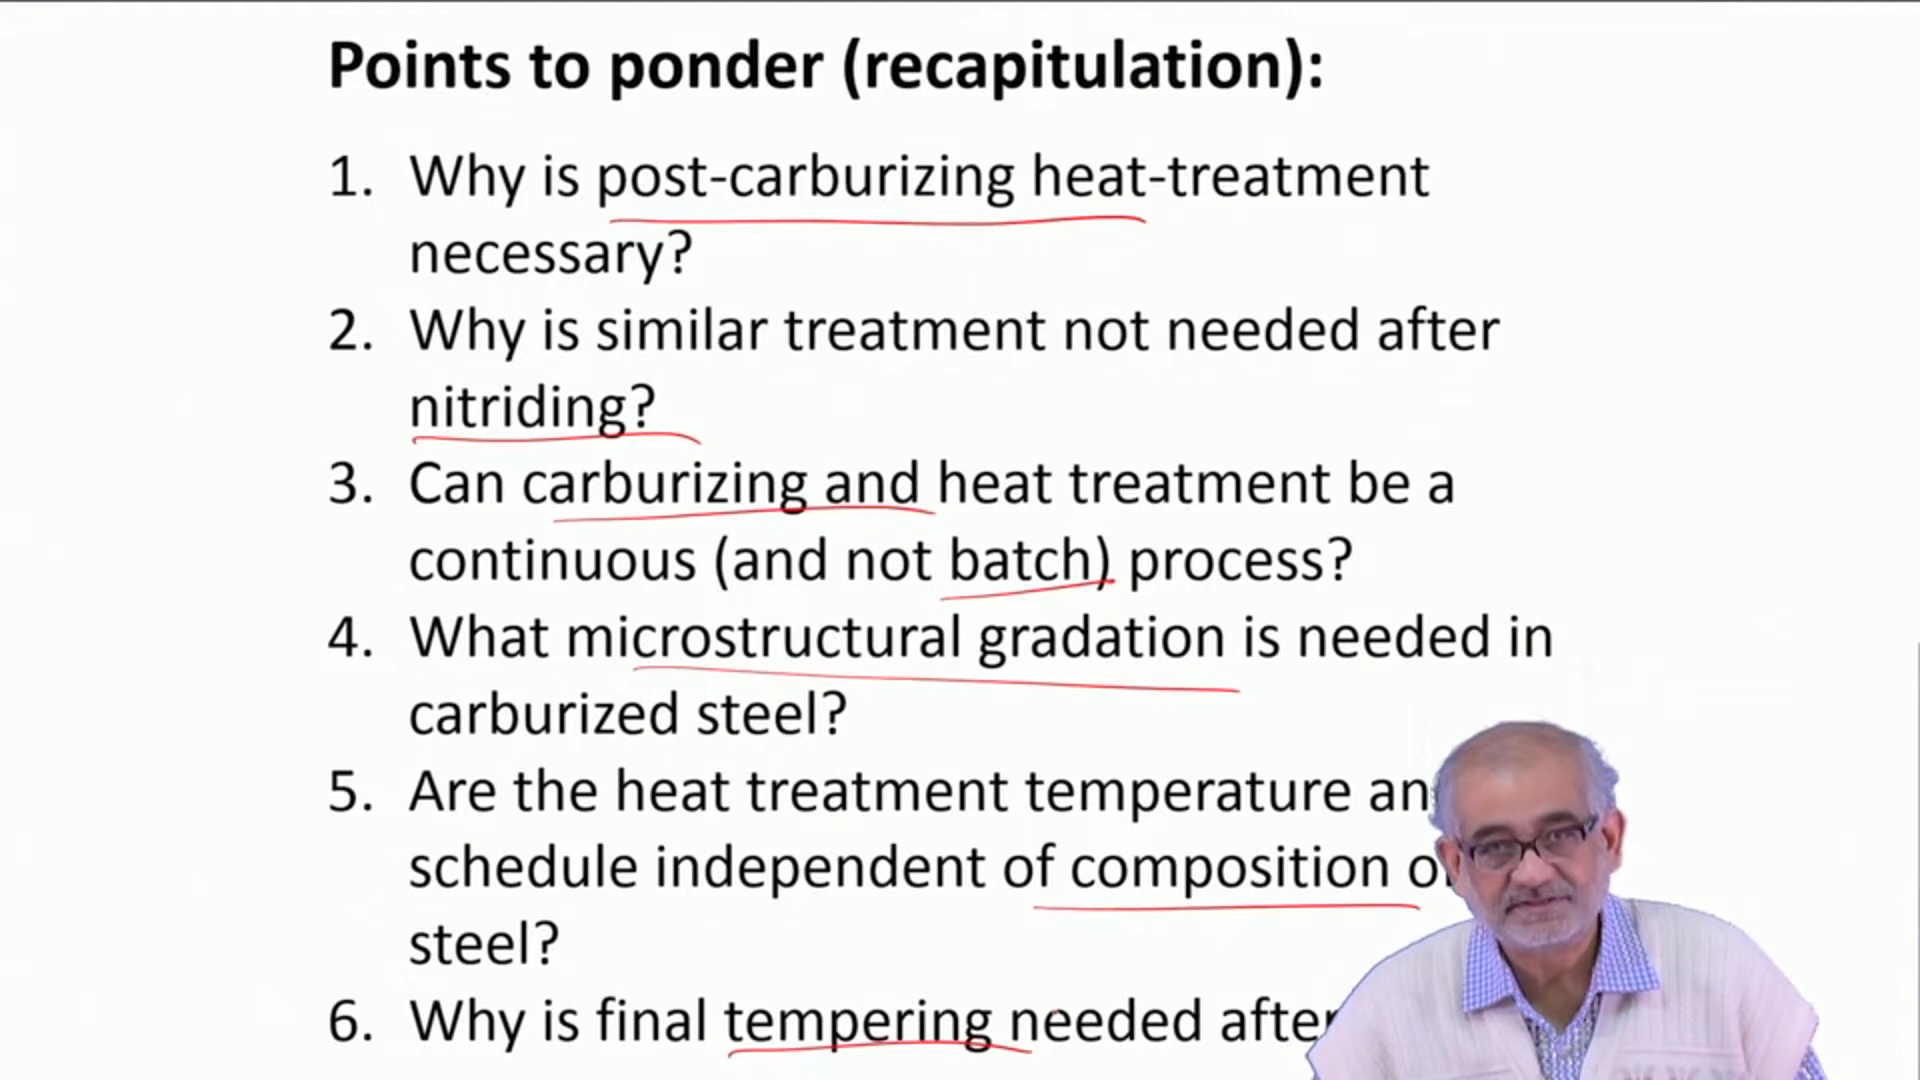 Points to ponder (recapitulation):
1. Why is post-carburizing heat-treatment
necessary?
2. Why is similar treatment not needed after
nitriding?
3. Can carburizing and heat treatment be a
continuous (and not batch) process?
4. What microstructural gradation is needed in
carburized steel?
5. Are the heat treatment temperature
schedule independent of composition
steel?
6. Why is final tempering needed after